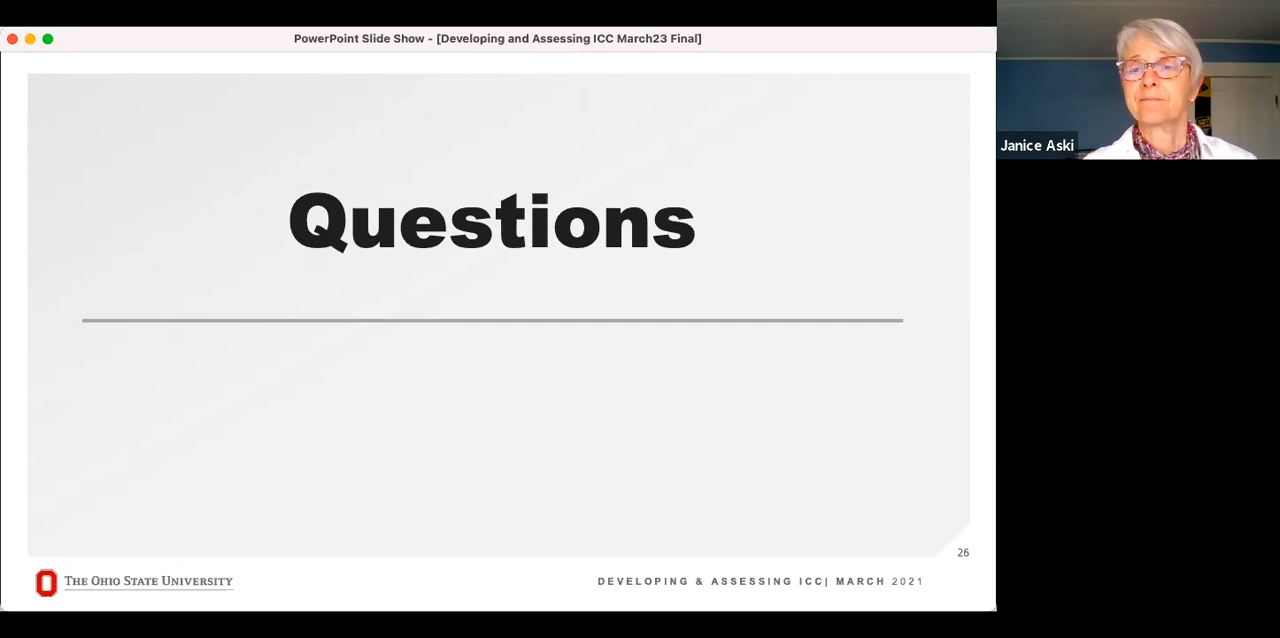 PowerPoint Slide Show - [Developing and Assessing ICC March23 Final]
Janice Aski
Questions
26
THE OHIO STATE UNIVERSITY
DEVELOPING & ASSESSING ICC| MARCH 2021